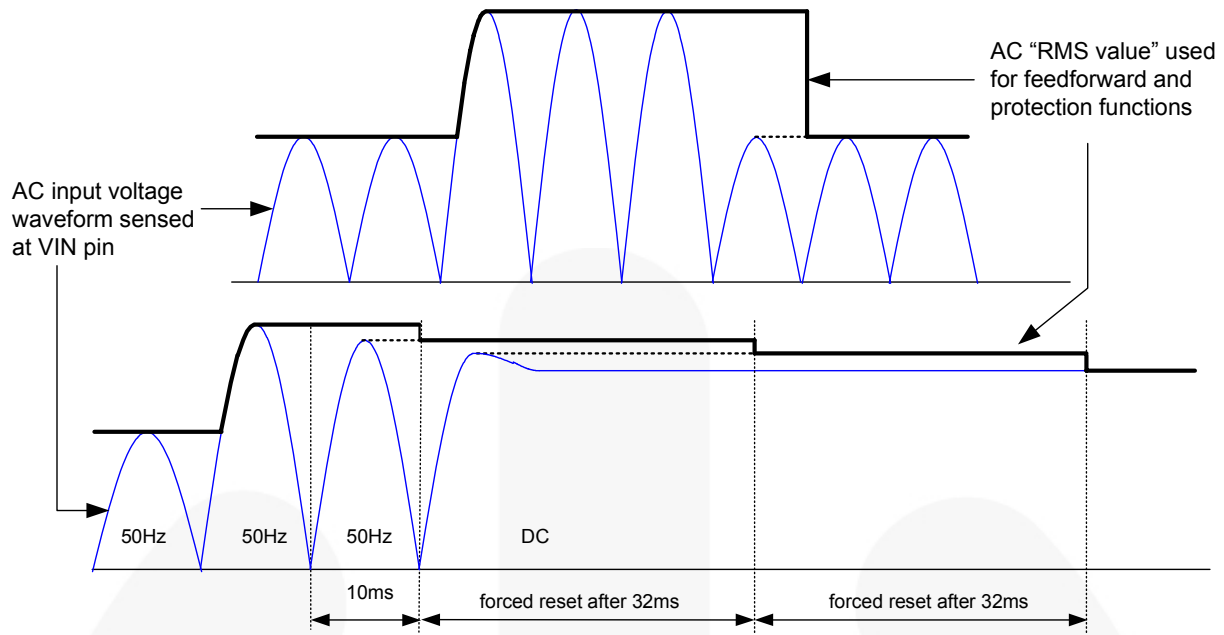 AC “RMS value” used
for feedforward and
protection functions
AC input voltage
waveform sensed
at VIN pin
50Hz
50Hz
50Hz
DC
10ms
forced reset after 32ms
forced reset after 32ms